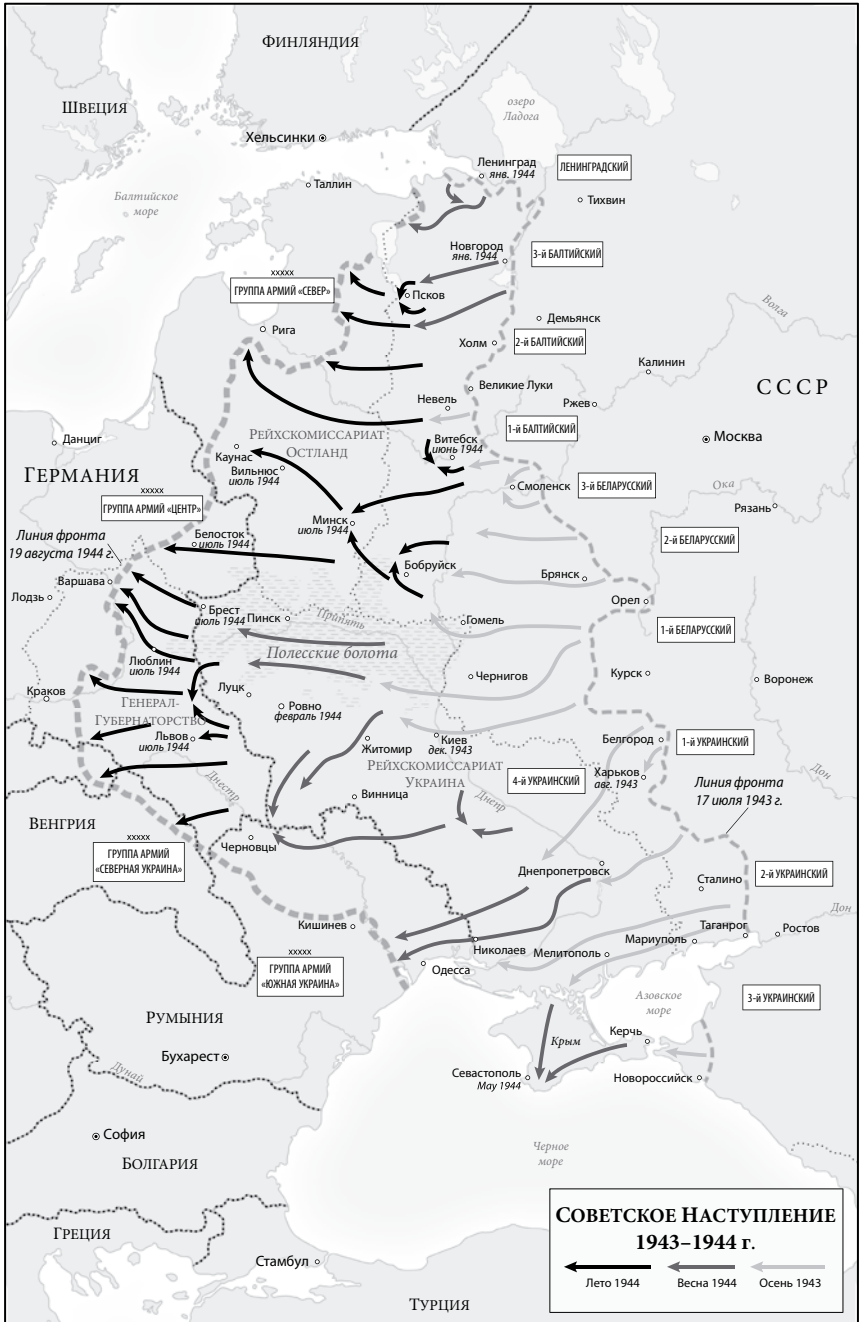 ФИНЛЯНДИЯ
ШВЕЦИЯ
озеро
Ладога
Хельсинки
Ленинград
янв. 1944
ЛЕНИНГРАДСКИЙ
Таллин
Тихвин
Балтийское
море
Новгород
янв. 1944
3-й БАЛТИЙСКИЙ
xxxxx
ГРУППА АРМИЙ «СЕВЕР»
Псков
Волга
Рига
Демьянск
Холм
2-й БАЛТИЙСКИЙ
Калинин
СССР
Великие Луки
Невель
Ржев
1-й БАЛТИЙСКИЙ
Москва
Данциг
РЕЙХСКОМИССАРИАТ
ОСТЛАНД
Витебск
июнь 1944
Каунас
Вильнюс
июль 1944
ГЕРМАНИЯ
xxxxx
ГРУППА АРМИЙ «ЦЕНТР»
Смоленск
3-й БЕЛАРУССКИЙ
Ока
Рязань
Минск
июль 1944
Линия фронта
19 августа 1944 г.
Белосток
июль 1944
2-й БЕЛАРУССКИЙ
Бобруйск
Брянск
Варшава
Лодзь
Орел
Брест
июль 1944
Пинск
Припять
Гомель
1-й БЕЛАРУССКИЙ
Полесские болота
Люблин
июль 1944
Чернигов
Курск
Воронеж
Краков
Луцк
ГЕНЕРАЛ-
ГУБЕРНАТОРСТВО
Ровно
февраль 1944
Львов
июль 1944
Житомир
Киев
дек. 1943
Белгород
1-й УКРАИНСКИЙ
РЕЙХСКОМИССАРИАТ
УКРАИНА
4-й УКРАИНСКИЙ
Харьков
авг. 1943
Дон
Линия фронта
17 июля 1943 г.
Днестр
Винница
Днепр
ВЕНГРИЯ
xxxxx
ГРУППА АРМИЙ
«СЕВЕРНАЯ УКРАИНА»
Черновцы
Днепропетровск
Сталино
2-й УКРАИНСКИЙ
Дон
Кишинев
Таганрог
Ростов
Николаев
Мелитополь
Мариуполь
xxxxx
ГРУППА АРМИЙ
«ЮЖНАЯ УКРАИНА»
Одесса
Азовское
море
3-й УКРАИНСКИЙ
РУМЫНИЯ
Крым
Керчь
Бухарест
Дунай
Севастополь
May 1944
Новороссийск
София
БОЛГАРИЯ
Черное
море
ГРЕЦИЯ
Стамбул
ТУРЦИЯ
СОВЕТСКОЕ НАСТУПЛЕНИЕ
1943–1944 г.
Лето 1944
Весна 1944
Осень 1943